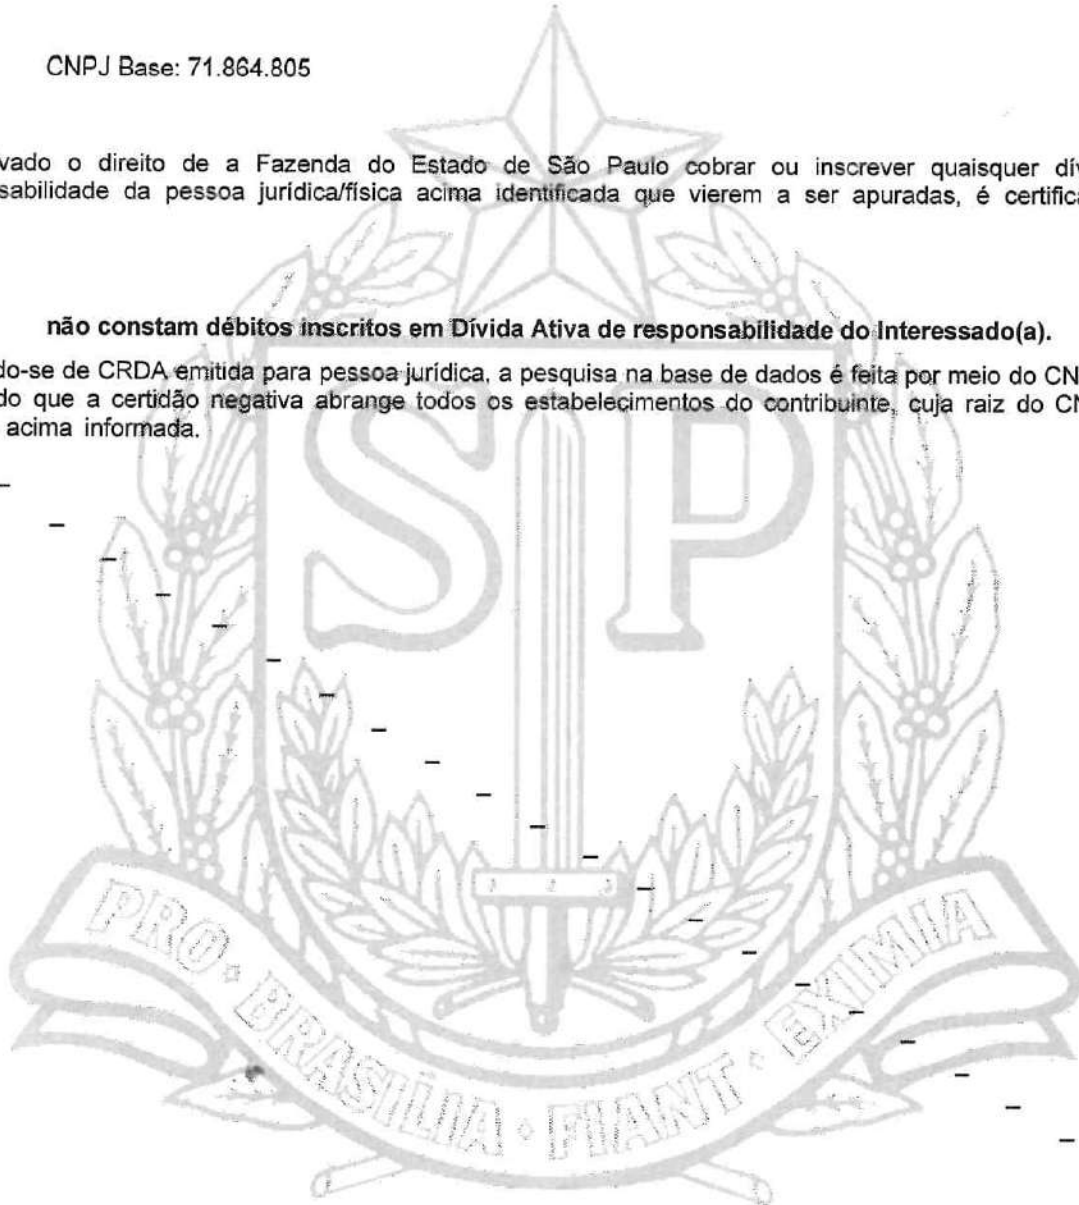 CNPJ Base: 71.864.805
vado o direito de a Fazenda do Estado de São Paulo cobrar ou inscrever quaisquer dív
sabilidade da pessoa jurídica/física acima identificada que vierem a ser apuradas, é certifica
não constam débitos inscritos em Dívida Ativa de responsabilidade do Interessado(a).
do-se de CRDA emitida para pessoa jurídica, a pesquisa na base de dados é feita por meio do CN
do que a certidão negativa abrange todos os estabelecimentos do contribuinte, cuja raiz do CN
acima informada.
SP
PRO · BRASÍLIA · FIANT · EXIMIA